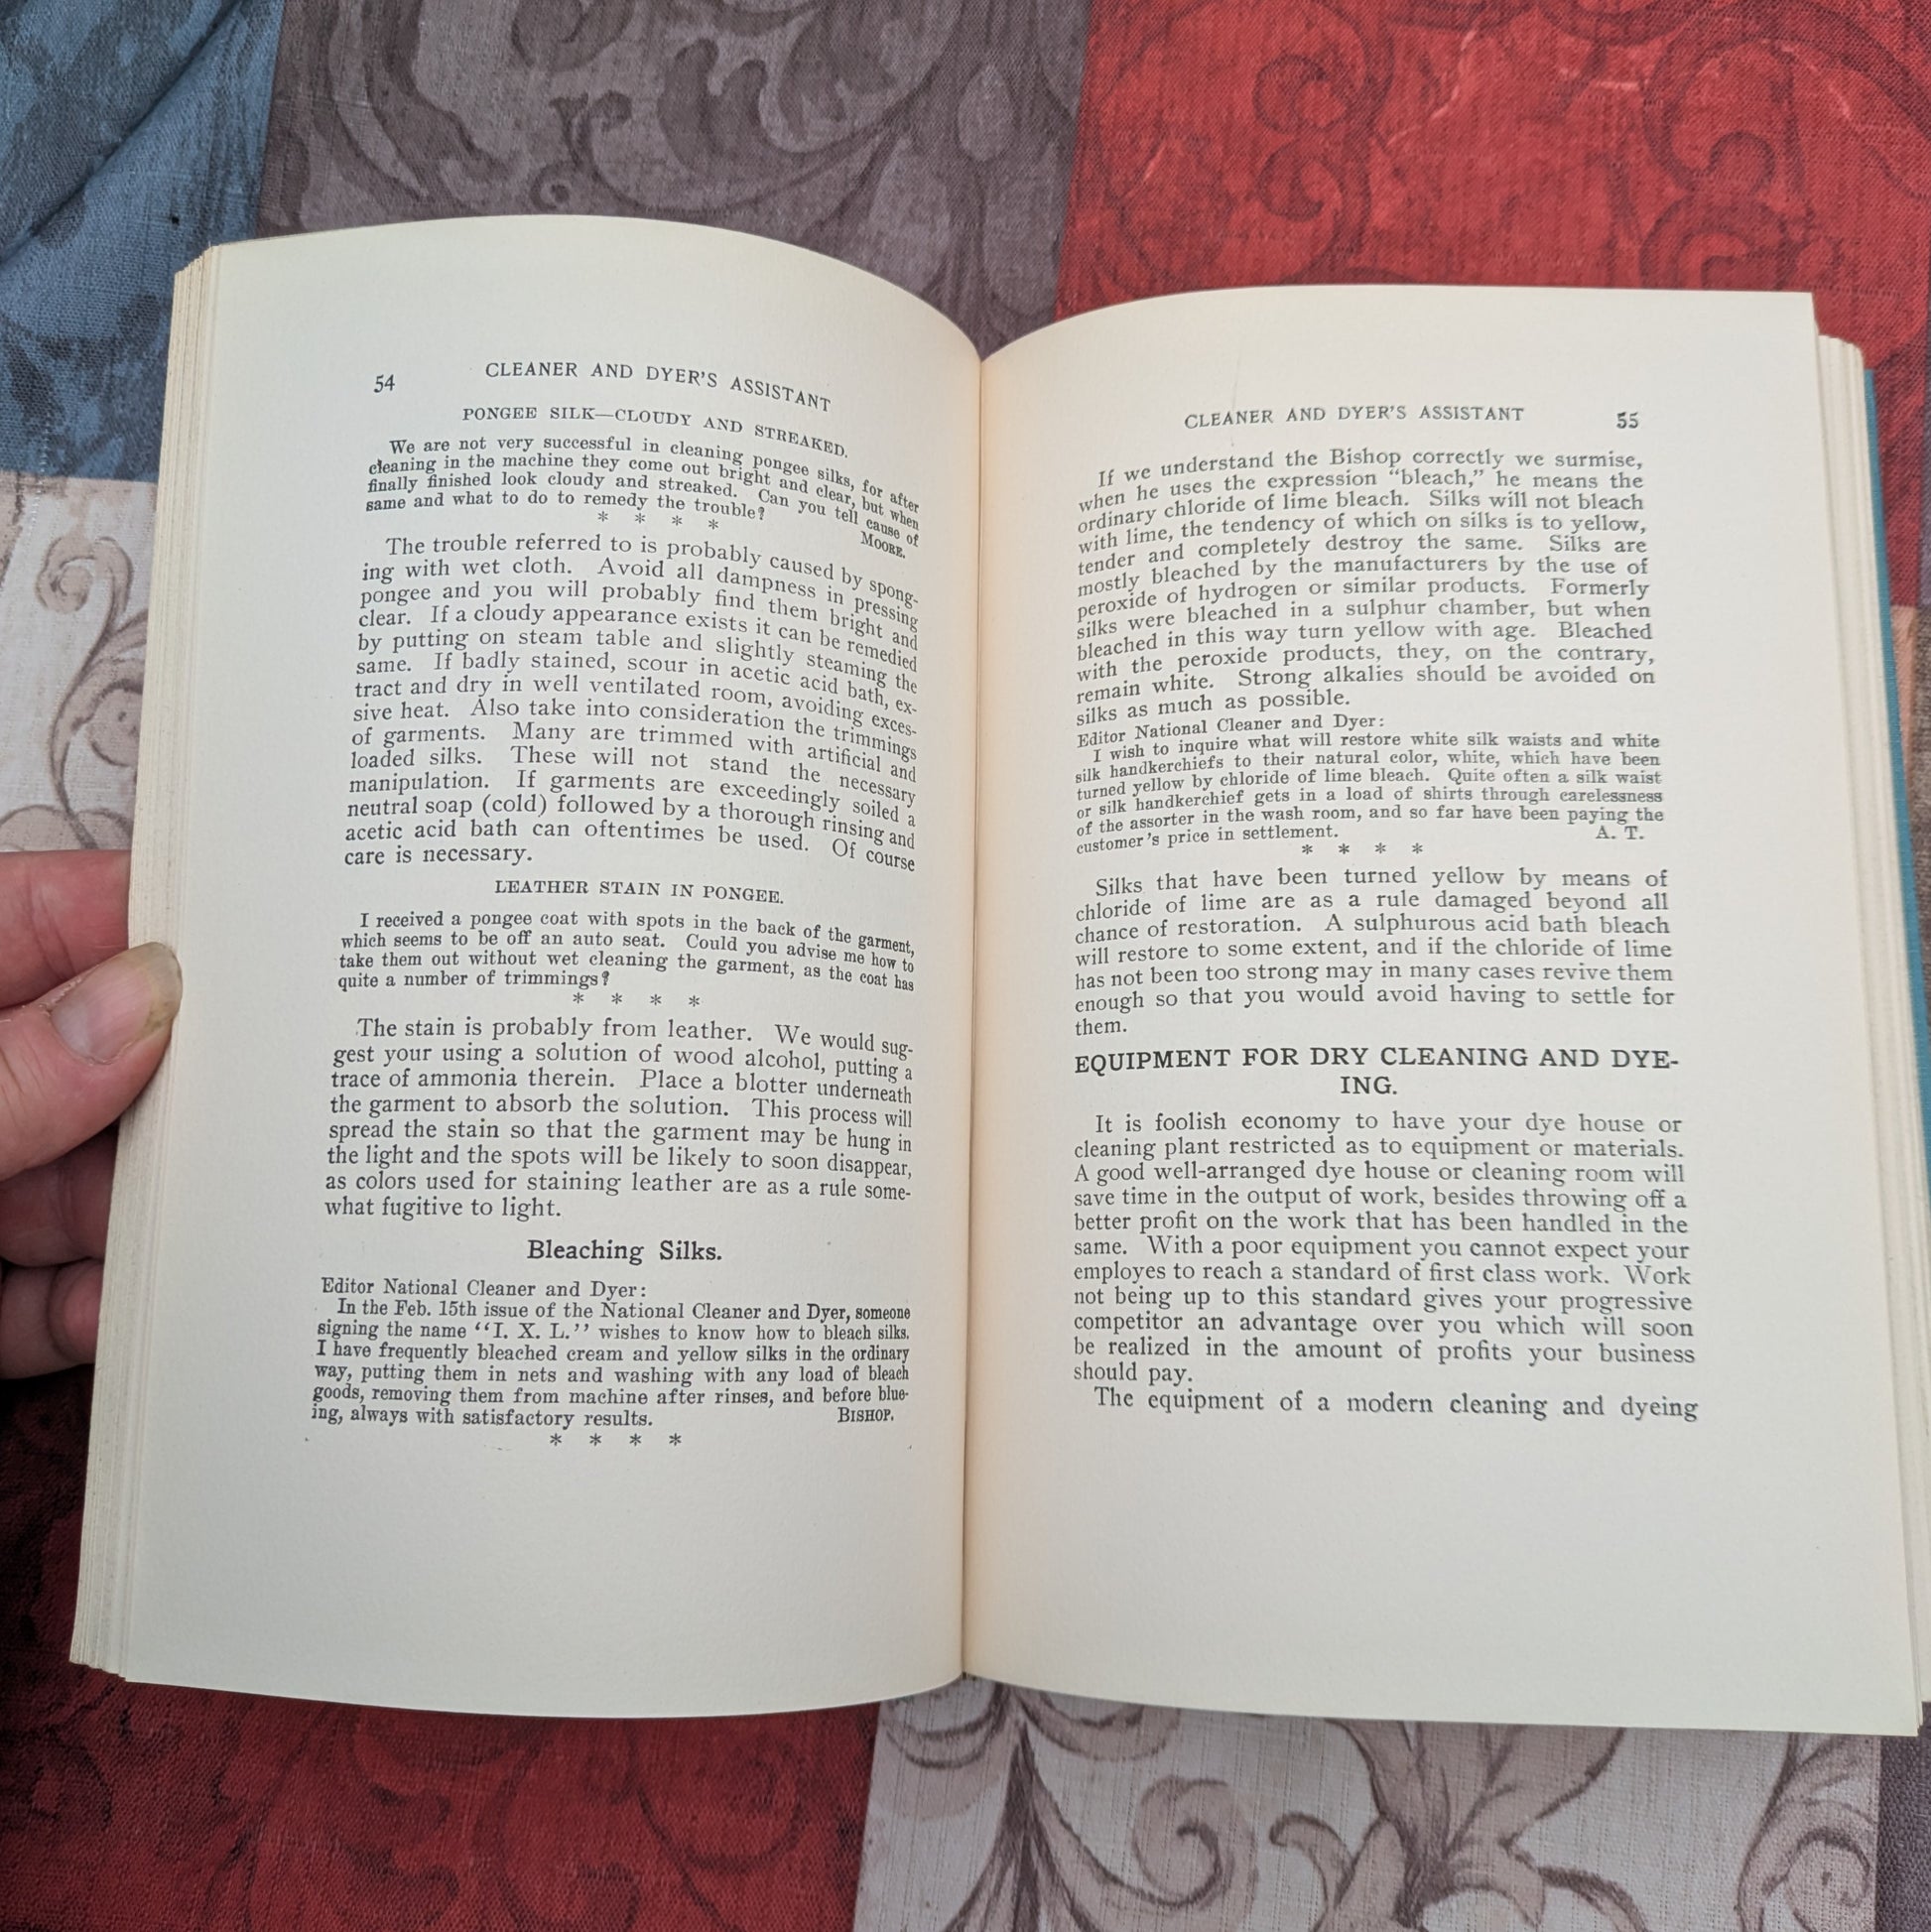 54
CLEANER AND DYER'S ASSISTANT
PONGEE SILK—CLOUDY AND STREAKED.
We are not very successful in cleaning pongee silks, for after
cleaning in the machine they come out bright and clear, but when
finally finished look cloudy and streaked. Can you tell cause of
same and what to do to remedy the trouble?
MOORE.
* * * *
The trouble referred to is probably caused by spong-
ing with wet cloth. Avoid all dampness in pressing
pongee and you will probably find them bright and
clear. If a cloudy appearance exists it can be remedied
by putting on steam table and slightly steaming the
same. If badly stained, scour in acetic acid bath, ex-
tract and dry in well ventilated room, avoiding exces-
sive heat. Also take into consideration the trimmings
of garments. Many are trimmed with artificial and
loaded silks. These will not stand the necessary
manipulation. If garments are exceedingly soiled a
neutral soap (cold) followed by a thorough rinsing and
acetic acid bath can oftentimes be used. Of course
care is necessary.
LEATHER STAIN IN PONGEE.
I received a pongee coat with spots in the back of the garment,
which seems to be off an auto seat. Could you advise me how to
take them out without wet cleaning the garment, as the coat has
quite a number of trimmings?
* * * *
The stain is probably from leather. We would sug-
gest your using a solution of wood alcohol, putting a
trace of ammonia therein. Place a blotter underneath
the garment to absorb the solution. This process will
spread the stain so that the garment may be hung in
the light and the spots will be likely to soon disappear,
as colors used for staining leather are as a rule some-
what fugitive to light.
Bleaching Silks.
Editor National Cleaner and Dyer:
In the Feb. 15th issue of the National Cleaner and Dyer, someone
signing the name "I. X. L." wishes to know how to bleach silks.
I have frequently bleached cream and yellow silks in the ordinary
way, putting them in nets and washing with any load of bleach
goods, removing them from machine after rinses, and before blue-
ing, always with satisfactory results. BISHOP.
* * * *
CLEANER AND DYER'S ASSISTANT
55
If we understand the Bishop correctly we surmise,
when he uses the expression "bleach," he means the
ordinary chloride of lime bleach. Silks will not bleach
with lime, the tendency of which on silks is to yellow,
tender and completely destroy the same. Silks are
mostly bleached by the manufacturers by the use of
peroxide of hydrogen or similar products. Formerly
silks were bleached in a sulphur chamber, but when
bleached in this way turn yellow with age. Bleached
with the peroxide products, they, on the contrary,
remain white. Strong alkalies should be avoided on
silks as much as possible.
Editor National Cleaner and Dyer:
I wish to inquire what will restore white silk waists and white
silk handkerchiefs to their natural color, white, which have been
turned yellow by chloride of lime bleach. Quite often a silk waist
or silk handkerchief gets in a load of shirts through carelessness
of the assorter in the wash room, and so far have been paying the
customer's price in settlement. A. T.
* * * *
Silks that have been turned yellow by means of
chloride of lime are as a rule damaged beyond all
chance of restoration. A sulphurous acid bath bleach
will restore to some extent, and if the chloride of lime
has not been too strong may in many cases revive them
enough so that you would avoid having to settle for
them.
EQUIPMENT FOR DRY CLEANING AND DYE-
ING.
It is foolish economy to have your dye house or
cleaning plant restricted as to equipment or materials.
A good well-arranged dye house or cleaning room will
save time in the output of work, besides throwing off a
better profit on the work that has been handled in the
same. With a poor equipment you cannot expect your
employes to reach a standard of first class work. Work
not being up to this standard gives your progressive
competitor an advantage over you which will soon
be realized in the amount of profits your business
should pay.
The equipment of a modern cleaning and dyeing